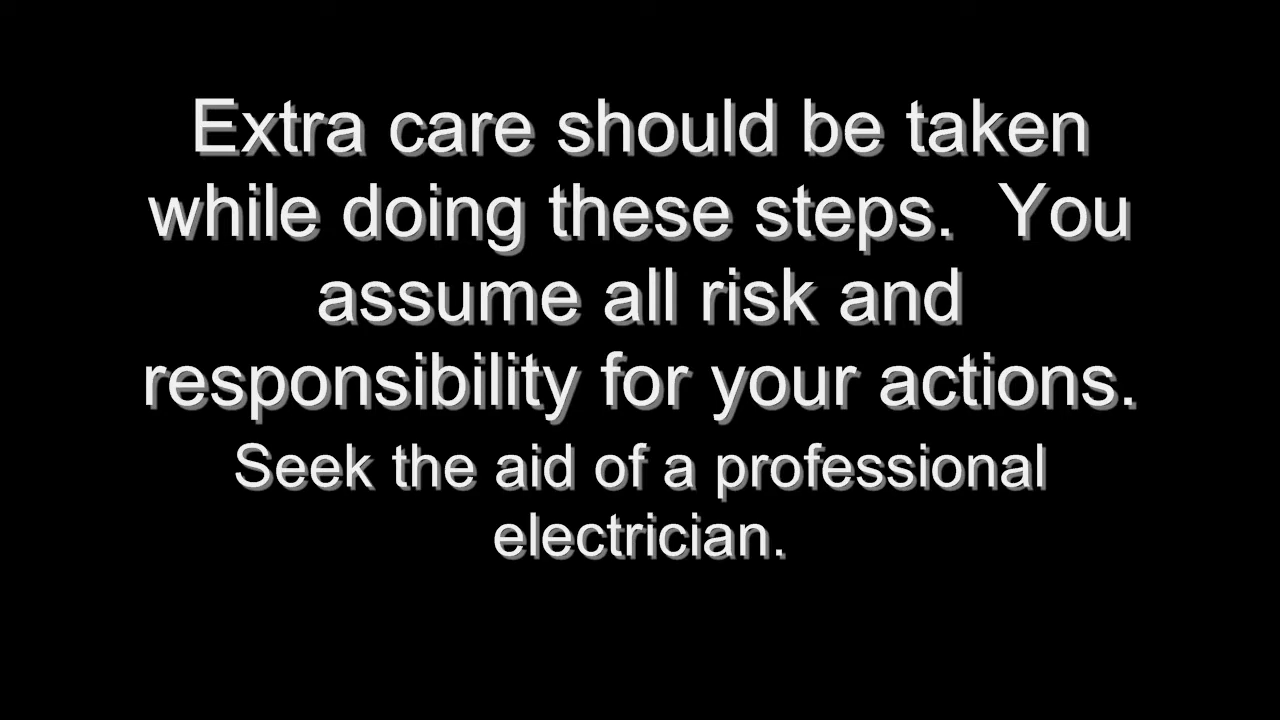 Extra care should be taken
while doing these steps.  You
assume all risk and
responsibility for your actions.
Seek the aid of a professional
electrician.